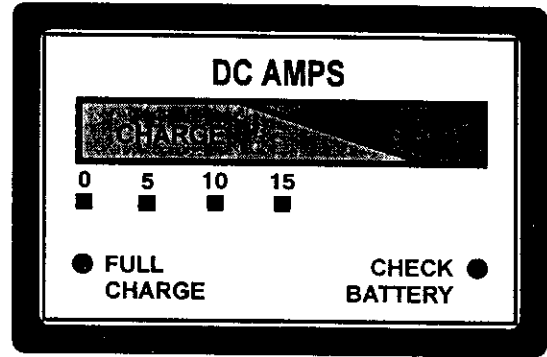 DC AMPS
CHARGE
0 5 10 15
FULL CHECK
CHARGE BATTERY